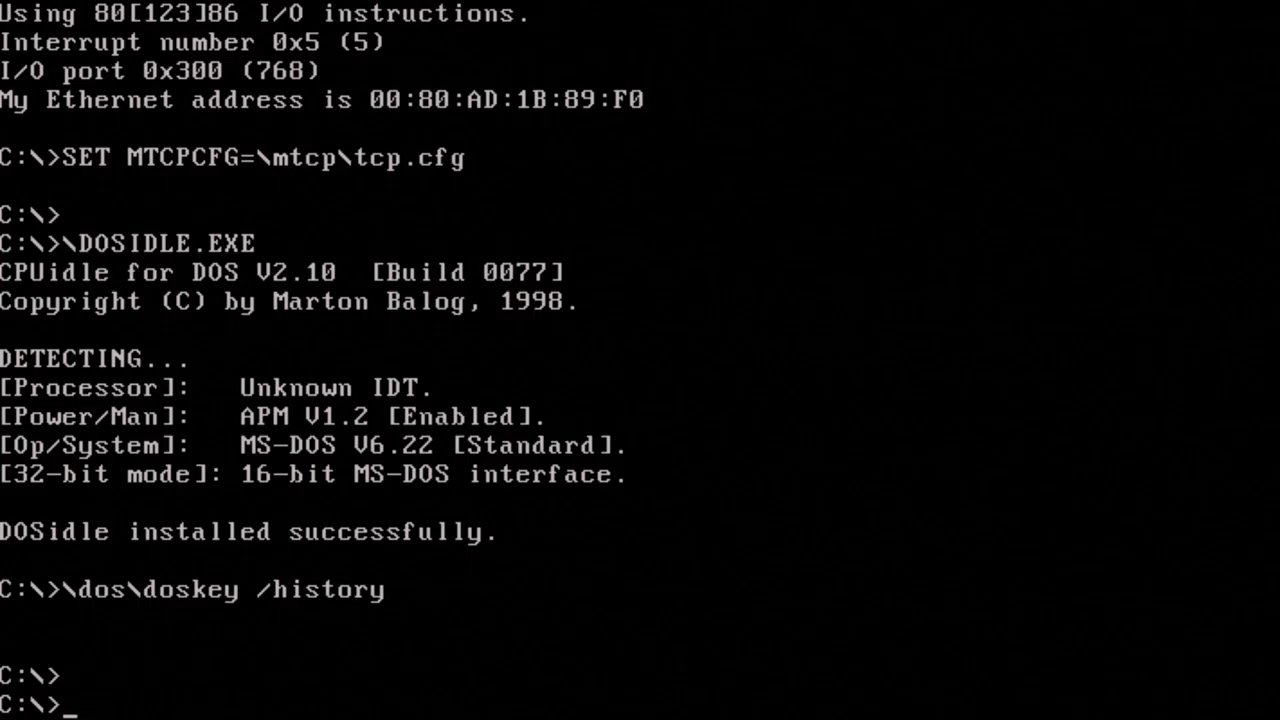 Using 80[123]86 I/O instructions.
Interrupt number 0x5 (5)
I/O port 0x300 (768)
My Ethernet address is 00:80:AD:1B:89:F0
C:\>SET MTCPCFG=\mtcp\tcp.cfg
C:\>
C:\>\DOSIDLE.EXE
CPUidle for DOS V2.10  [Build 0077]
Copyright (C) by Marton Balog, 1998.
DETECTING...
[Processor]:   Unknown IDT.
[Power/Man]:   APM V1.2 [Enabled].
[Op/System]:   MS-DOS V6.22 [Standard].
[32-bit mode]: 16-bit MS-DOS interface.
DOSidle installed successfully.
C:\>\dos\doskey /history
C:\>
C:\>_